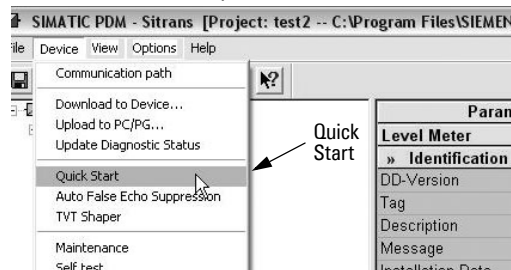 SIMATIC PDM - Sitrans [Project: test2 -- C:\Program Files\SIEMEN
File Device View Options Help
Communication path
Download to Device...
Upload to PC/PG...
Update Diagnostic Status
Quick Start
Auto False Echo Suppression
TVT Shaper
Maintenance
Self test
Quick
Start
Param
Level Meter
» Identification
DD-Version
Tag
Description
Message
Installation Date